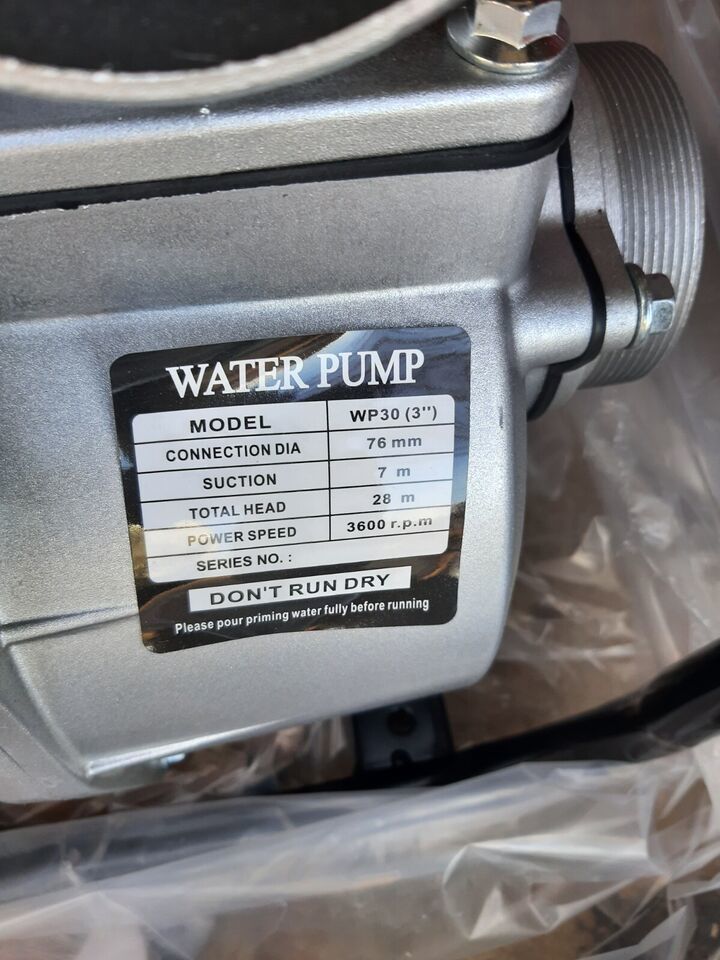 WATER PUMP
MODEL WP30 (3'')
CONNECTION DIA 76 mm
SUCTION 7 m
TOTAL HEAD 28 m
POWER SPEED 3600 r.p.m
SERIES NO. :
DON'T RUN DRY
Please pour priming water fully before running